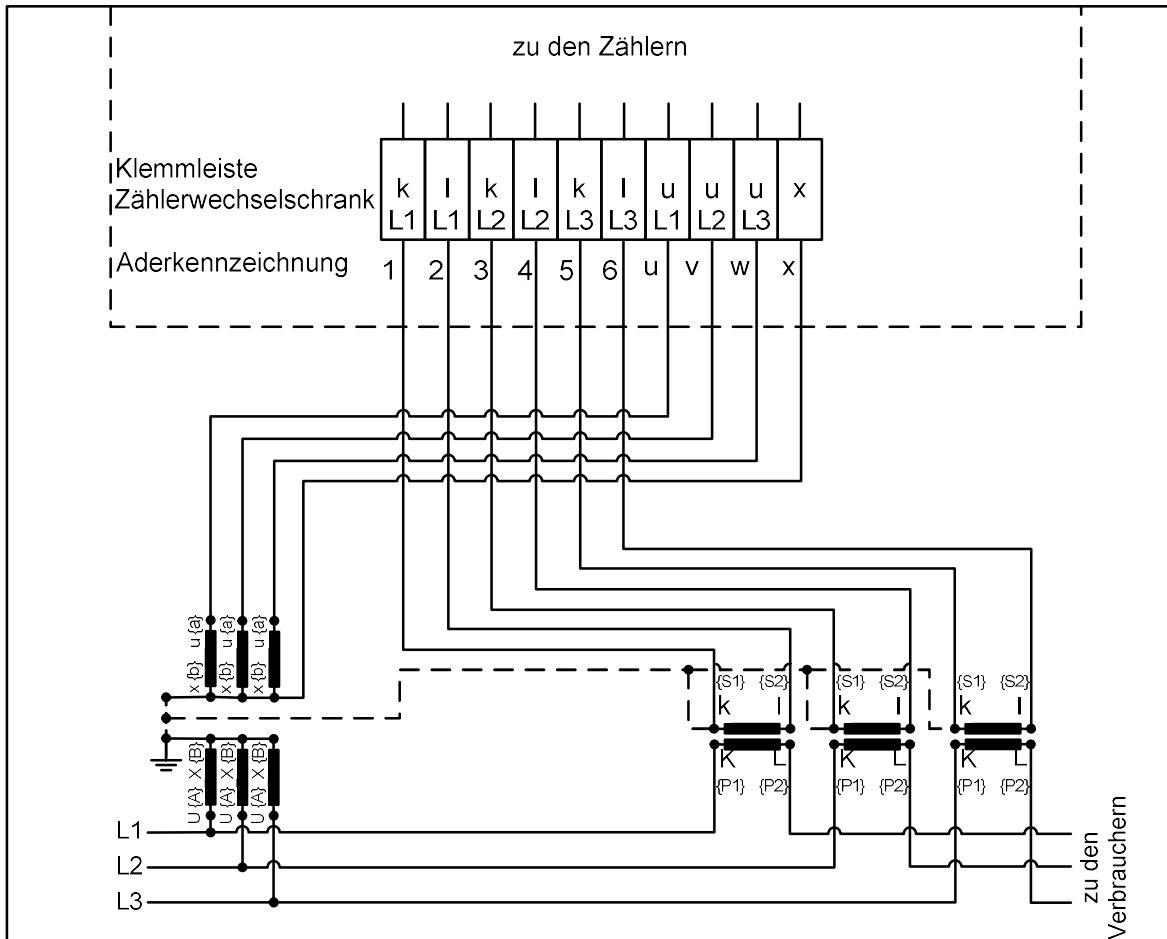 zu den Zählern
Klemmleiste
Zählerwechselschrank
k l k l k l u u u x
L1 L1 L2 L2 L3 L3 L1 L2 L3
Aderkennzeichnung 1 2 3 4 5 6 u v w x
x {b} u {a} x {b} u {a} x {b} u {a}
{S1} {S2} {S1} {S2} {S1} {S2}
k l k l k l
K L K L K L
{P1} {P2} {P1} {P2} {P1} {P2}
U {A} X {B} U {A} X {B} U {A} X {B}
L1
L2
L3
zu den
Verbrauchern